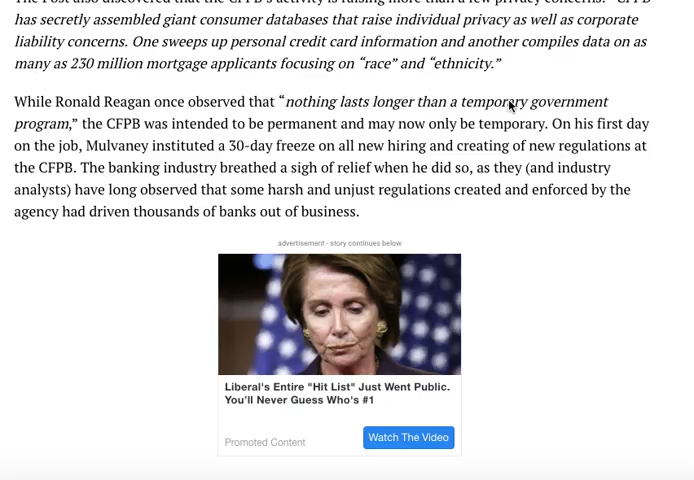 has secretly assembled giant consumer databases that raise individual privacy as well as corporate
liability concerns. One sweeps up personal credit card information and another compiles data on as
many as 230 million mortgage applicants focusing on “race” and “ethnicity.”
While Ronald Reagan once observed that “nothing lasts longer than a temporary government
program,” the CFPB was intended to be permanent and may now only be temporary. On his first day
on the job, Mulvaney instituted a 30-day freeze on all new hiring and creating of new regulations at
the CFPB. The banking industry breathed a sigh of relief when he did so, as they (and industry
analysts) have long observed that some harsh and unjust regulations created and enforced by the
agency had driven thousands of banks out of business.
advertisement - story continues below
Liberal's Entire "Hit List" Just Went Public.
You'll Never Guess Who's #1
Promoted Content
Watch The Video